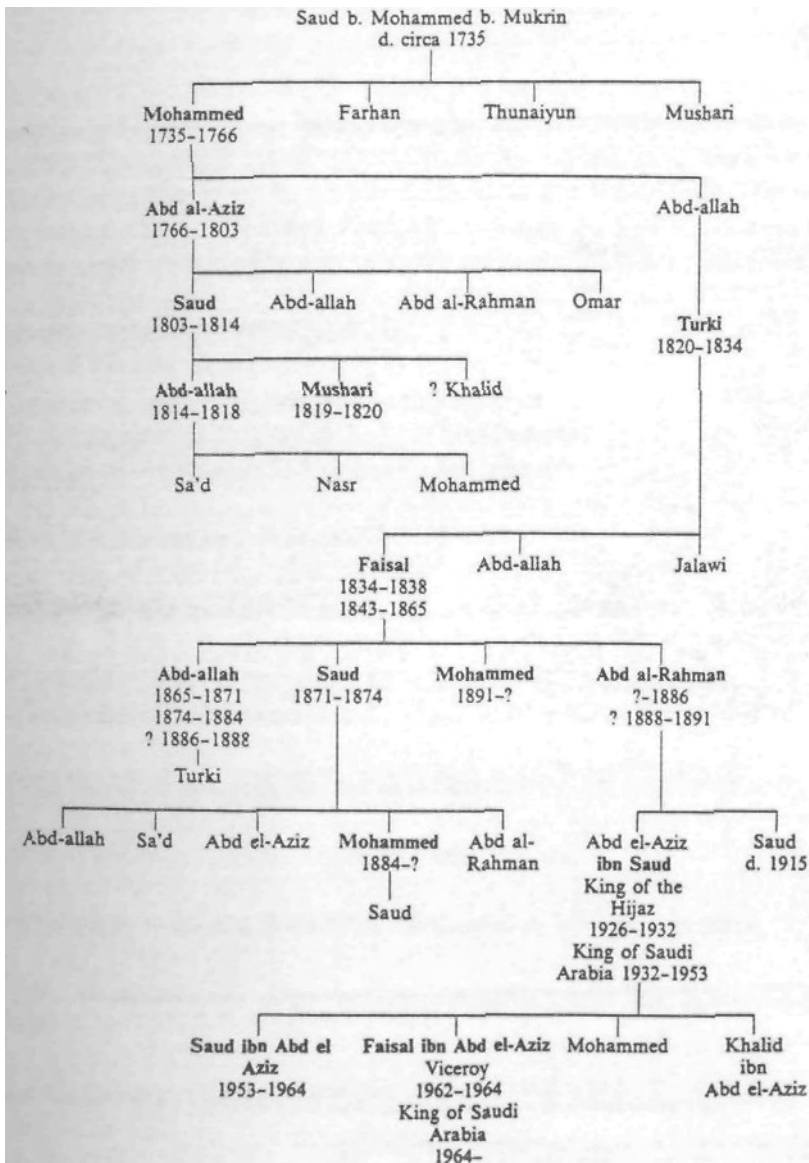 Saud b. Mohammed b. Mukrin
d. circa 1735
Mohammed
1735–1766
Farhan
Thunaiyun
Mushari
Abd al-Aziz
1766–1803
Abd-allah
Saud
1803–1814
Abd-allah
Abd al-Rahman
Omar
Turki
1820–1834
Abd-allah
1814–1818
Mushari
1819–1820
? Khalid
Sa'd
Nasr
Mohammed
Faisal
1834–1838
1843–1865
Abd-allah
Jalawi
Abd-allah
1865–1871
1874–1884
? 1886–1888
Turki
Saud
1871–1874
Mohammed
1891–?
Abd al-Rahman
?–1886
? 1888–1891
Abd-allah
Sa'd
Abd el-Aziz
Mohammed
1884–?
Saud
Abd al-
Rahman
Abd el-Aziz
ibn Saud
King of the
Hijaz
1926–1932
King of Saudi
Arabia 1932–1953
Saud
d. 1915
Saud ibn Abd el
Aziz
1953–1964
Faisal ibn Abd el-Aziz
Viceroy
1962–1964
King of Saudi
Arabia
1964–
Mohammed
Khalid
ibn
Abd el-Aziz